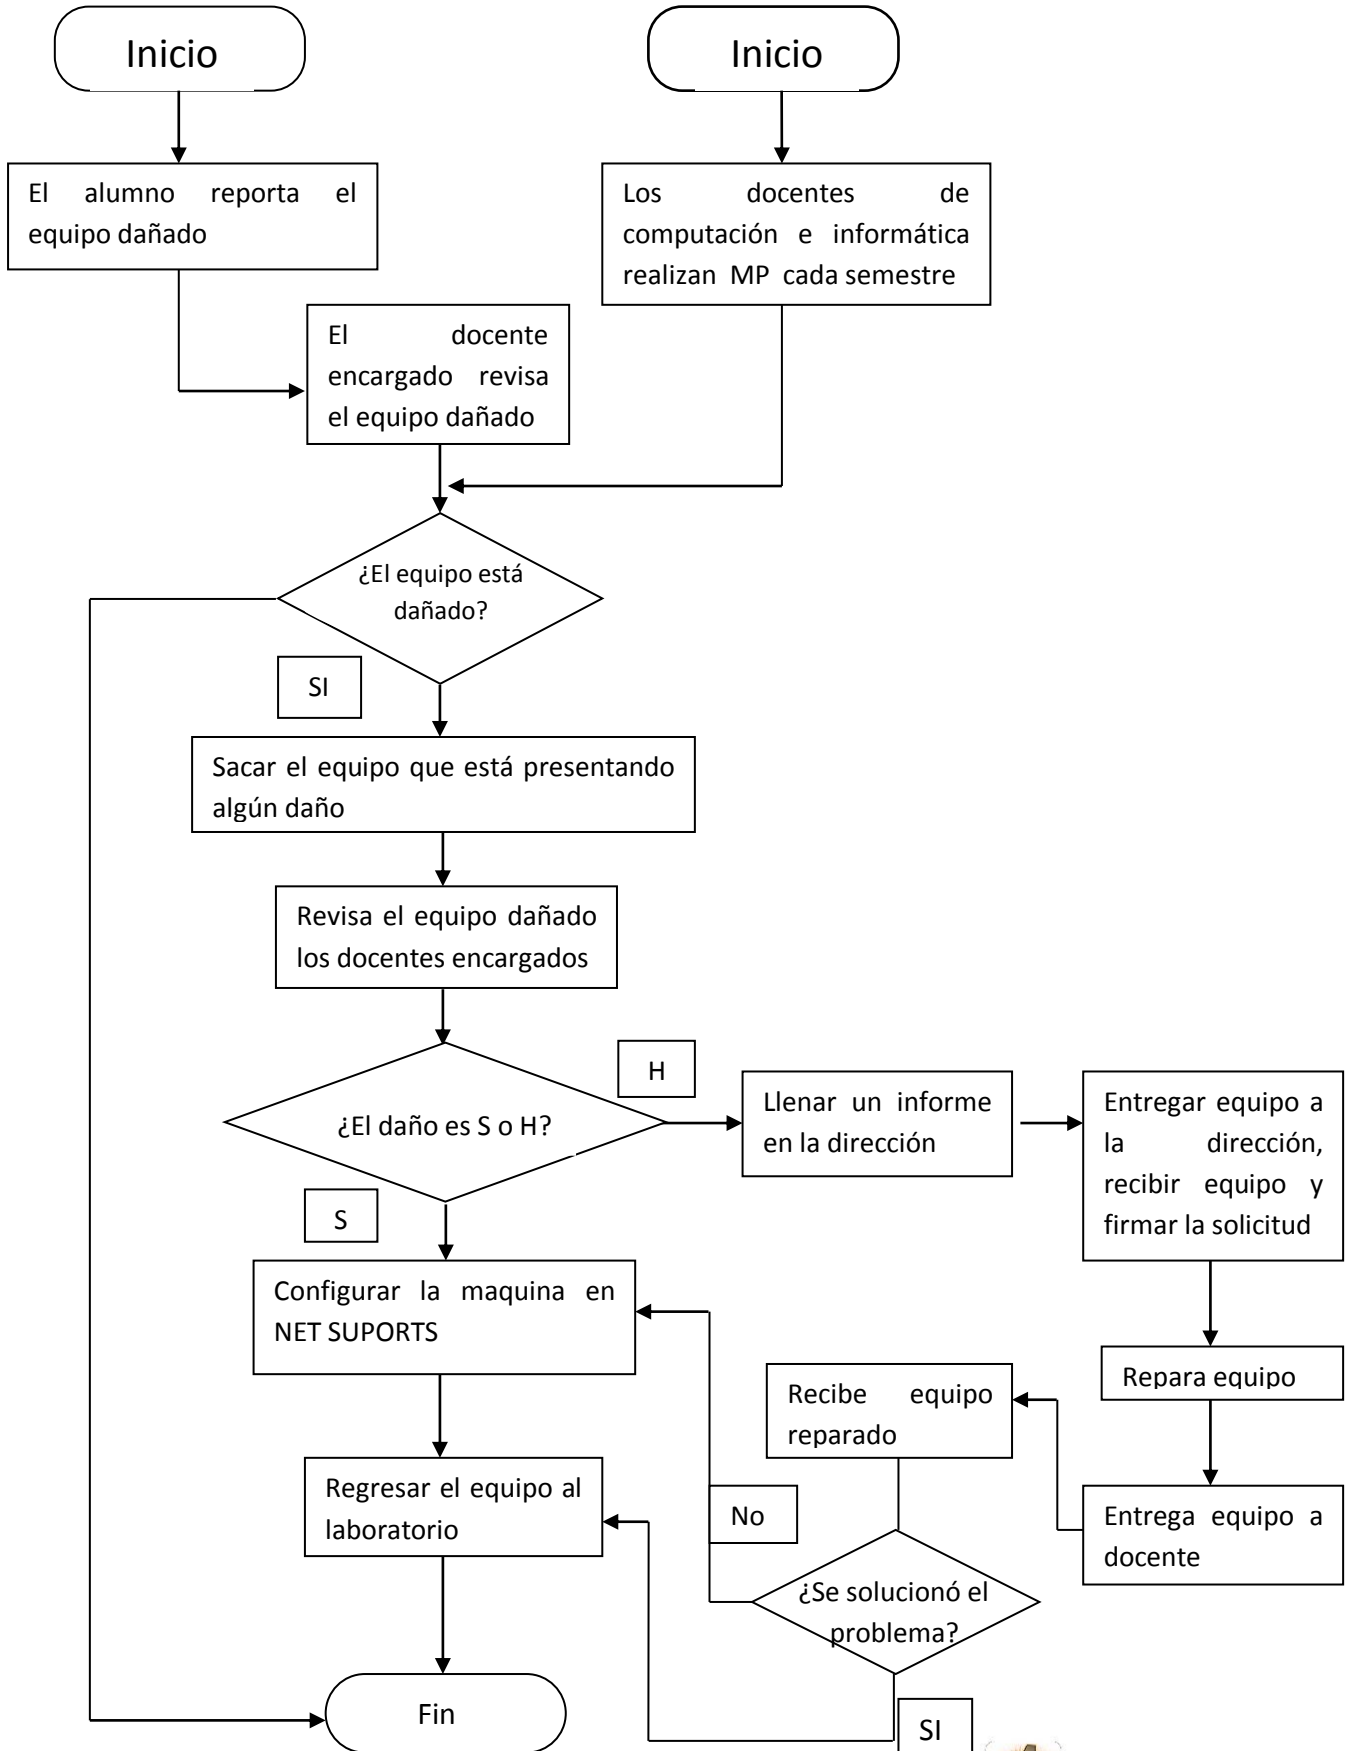 Inicio
Inicio
El alumno reporta el
equipo dañado
Los docentes de
computación e informática
realizan MP cada semestre
El docente
encargado revisa
el equipo dañado
¿El equipo está
dañado?
SI
Sacar el equipo que está presentando
algún daño
Revisa el equipo dañado
los docentes encargados
H
¿El daño es S o H?
Llenar un informe
en la dirección
Entregar equipo a
la dirección,
recibir equipo y
firmar la solicitud
S
Configurar la maquina en
NET SUPORTS
Repara equipo
Recibe equipo
reparado
Regresar el equipo al
laboratorio
No
Entrega equipo a
docente
¿Se solucionó el
problema?
Fin
SI